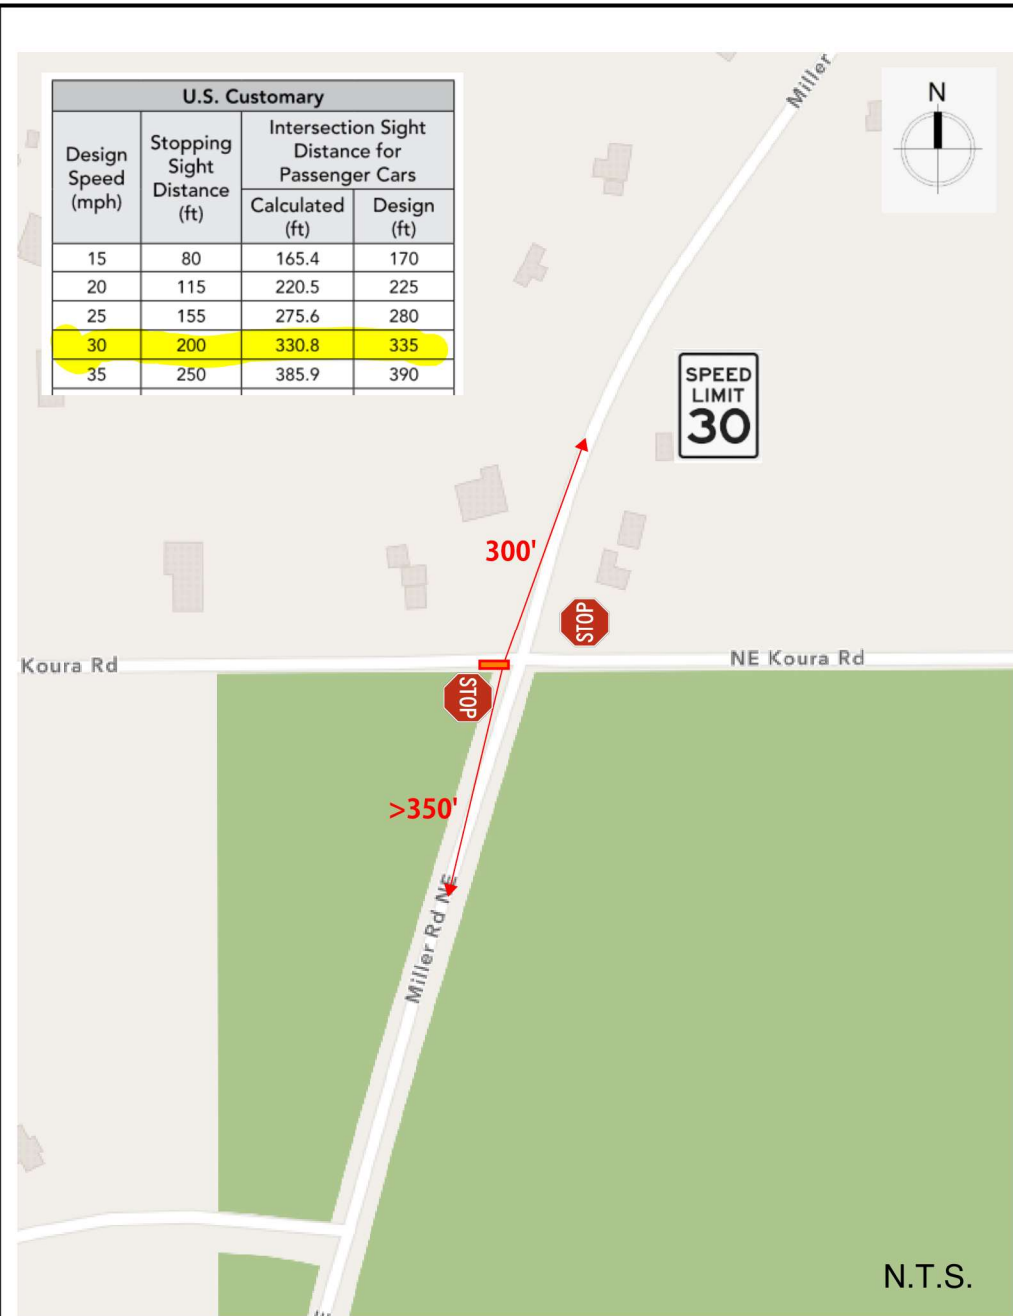 U.S. Customary
Design Speed (mph)
Stopping Sight Distance (ft)
Intersection Sight Distance for Passenger Cars
Calculated (ft)
Design (ft)
15 80 165.4 170
20 115 220.5 225
25 155 275.6 280
30 200 330.8 335
35 250 385.9 390
Miller
N
SPEED
LIMIT
30
300'
STOP
Koura Rd
NE Koura Rd
STOP
>350'
Miller Rd NE
N.T.S.